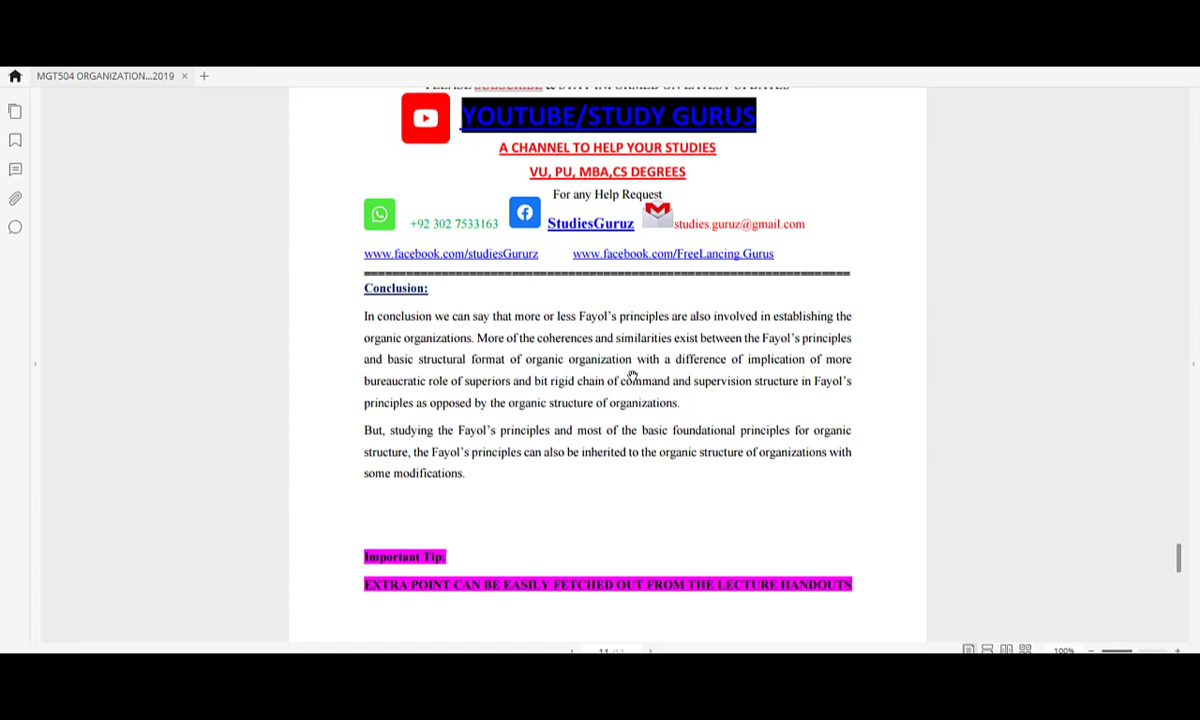 MGT504 ORGANIZATION...2019
YOUTUBE/STUDY GURUS
A CHANNEL TO HELP YOUR STUDIES
VU, PU, MBA,CS DEGREES
For any Help Request
+92 302 7533163 StudiesGuruz studies.guruz@gmail.com
www.facebook.com/studiesGururz www.facebook.com/FreeLancing.Gurus
Conclusion:
In conclusion we can say that more or less Fayol’s principles are also involved in establishing the
organic organizations. More of the coherences and similarities exist between the Fayol’s principles
and basic structural format of organic organization with a difference of implication of more
bureaucratic role of superiors and bit rigid chain of command and supervision structure in Fayol’s
principles as opposed by the organic structure of organizations.
But, studying the Fayol’s principles and most of the basic foundational principles for organic
structure, the Fayol’s principles can also be inherited to the organic structure of organizations with
some modifications.
Important Tip:
EXTRA POINT CAN BE EASILY FETCHED OUT FROM THE LECTURE HANDOUTS
100%